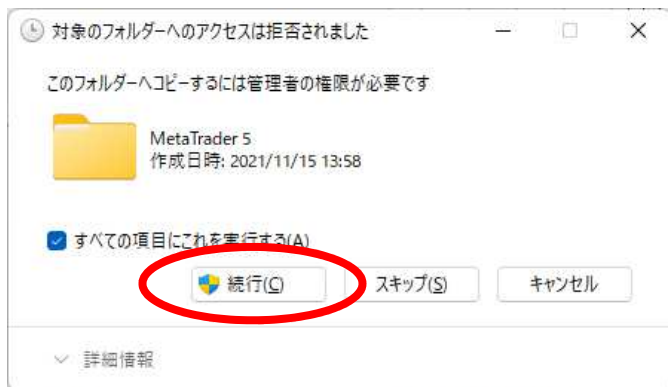 対象のフォルダーへのアクセスは拒否されました
このフォルダーへコピーするには管理者の権限が必要です
MetaTrader 5
作成日時: 2021/11/15 13:58
すべての項目にこれを実行する(A)
続行(C) スキップ(S) キャンセル
詳細情報